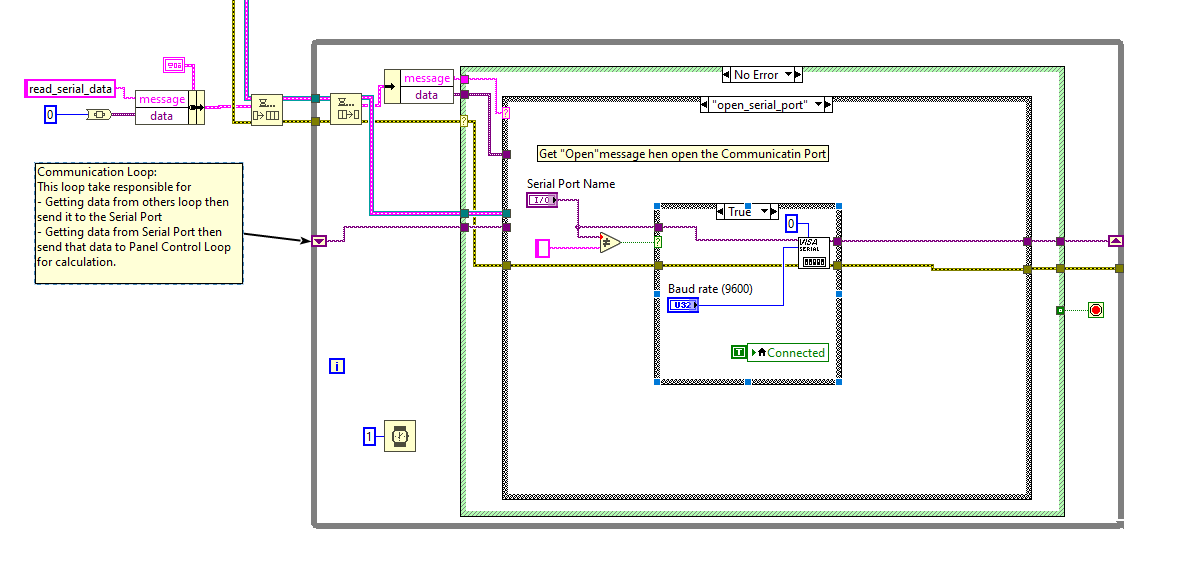 No Error
message
data
"open_serial_port"
read_serial_data
message
data
0
Get "Open"message hen open the Communicatin Port
Communication Loop:
This loop take responsible for
- Getting data from others loop then
send it to the Serial Port
- Getting data from Serial Port then
send that data to Panel Control Loop
for calculation.
Serial Port Name
I/O
True
0
VISA
SERIAL
Baud rate (9600)
U32
T
Connected
i
1